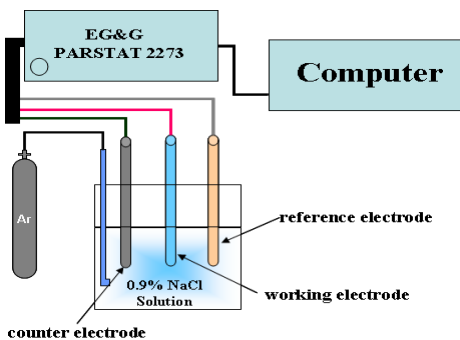 EG&G
PARSTAT 2273
Computer
Ar
reference electrode
0.9% NaCl
Solution
working electrode
counter electrode